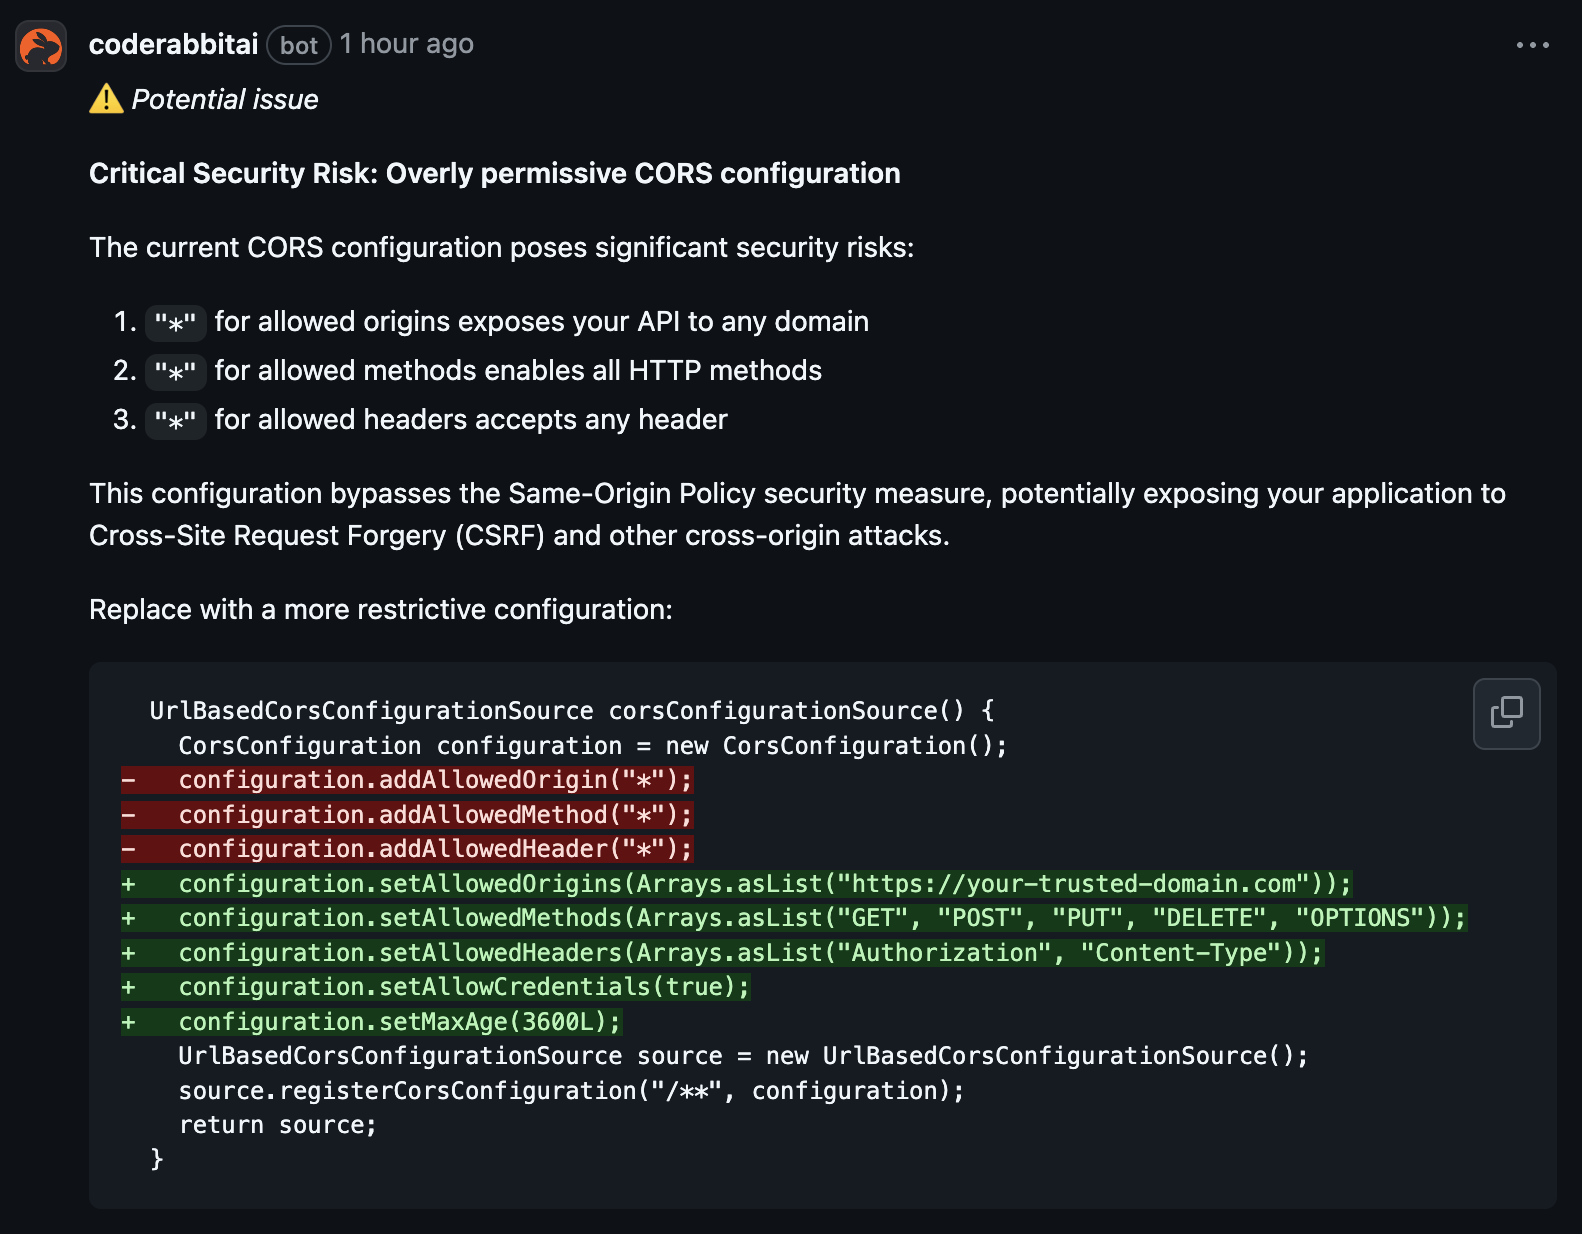 coderabbitai bot 1 hour ago
⚠️ Potential issue
Critical Security Risk: Overly permissive CORS configuration
The current CORS configuration poses significant security risks:
1. "*" for allowed origins exposes your API to any domain
2. "*" for allowed methods enables all HTTP methods
3. "*" for allowed headers accepts any header
This configuration bypasses the Same-Origin Policy security measure, potentially exposing your application to
Cross-Site Request Forgery (CSRF) and other cross-origin attacks.
Replace with a more restrictive configuration:
UrlBasedCorsConfigurationSource corsConfigurationSource() {
CorsConfiguration configuration = new CorsConfiguration();
- configuration.addAllowedOrigin("*");
- configuration.addAllowedMethod("*");
- configuration.addAllowedHeader("*");
+ configuration.setAllowedOrigins(Arrays.asList("https://your-trusted-domain.com"));
+ configuration.setAllowedMethods(Arrays.asList("GET", "POST", "PUT", "DELETE", "OPTIONS"));
+ configuration.setAllowedHeaders(Arrays.asList("Authorization", "Content-Type"));
+ configuration.setAllowCredentials(true);
+ configuration.setMaxAge(3600L);
UrlBasedCorsConfigurationSource source = new UrlBasedCorsConfigurationSource();
source.registerCorsConfiguration("/**", configuration);
return source;
}